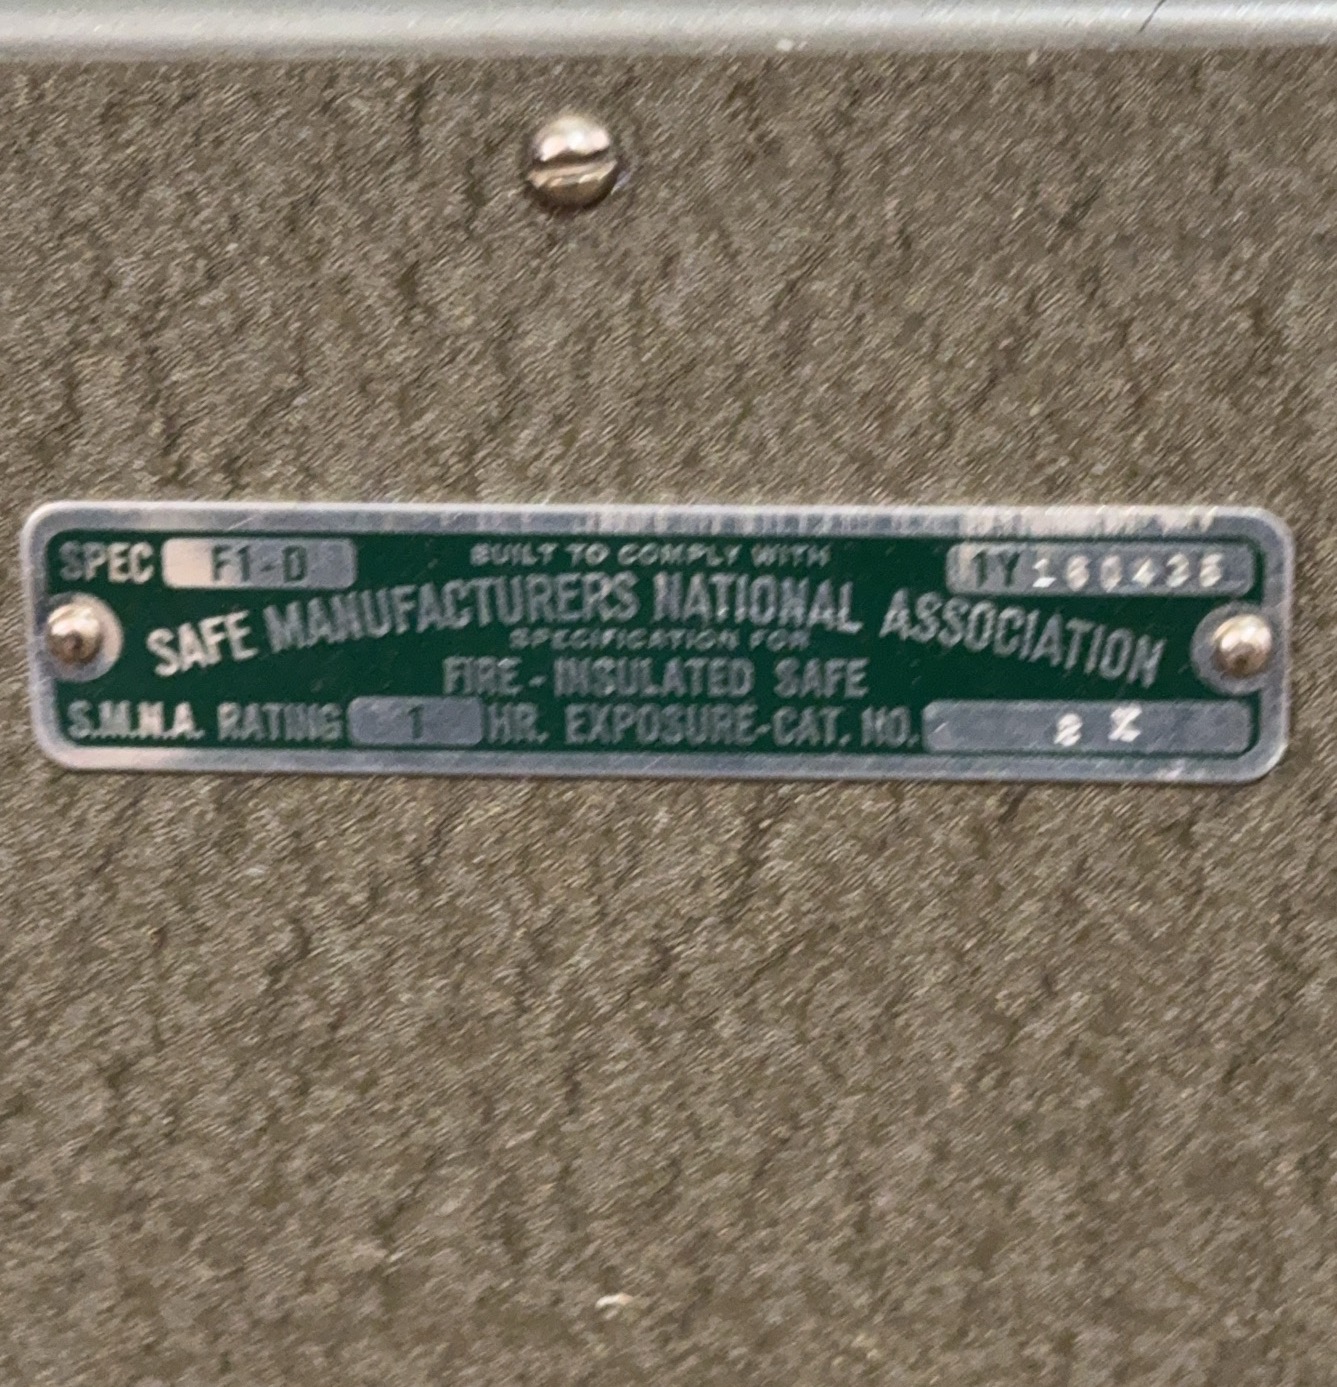 SPEC F1-D BUILT TO COMPLY WITH 1Y
SAFE MANUFACTURERS NATIONAL ASSOCIATION
SPECIFICATION FOR
FIRE-INSULATED SAFE
S.M.N.A. RATING 1 HR. EXPOSURE-CAT. NO.